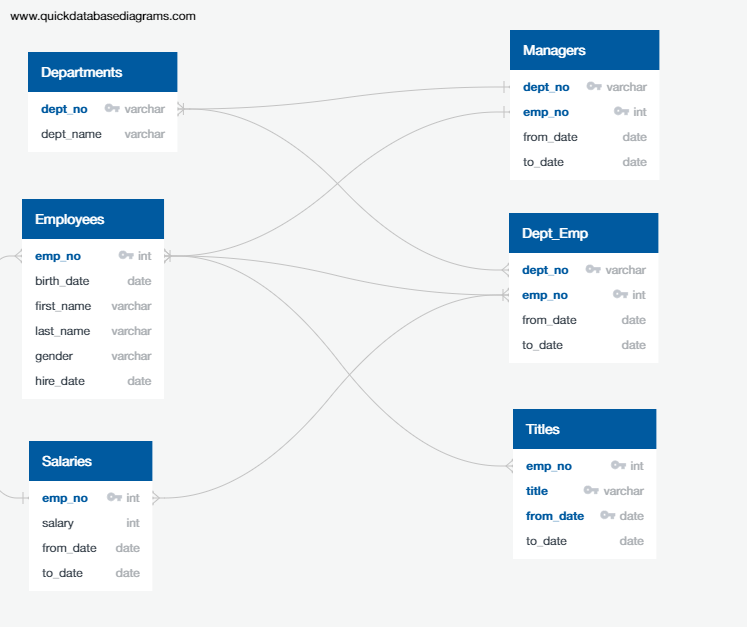 www.quickdatabasediagrams.com
Departments
dept_no varchar
dept_name varchar
Employees
emp_no int
birth_date date
first_name varchar
last_name varchar
gender varchar
hire_date date
Salaries
emp_no int
salary int
from_date date
to_date date
Managers
dept_no varchar
emp_no int
from_date date
to_date date
Dept_Emp
dept_no varchar
emp_no int
from_date date
to_date date
Titles
emp_no int
title varchar
from_date date
to_date date